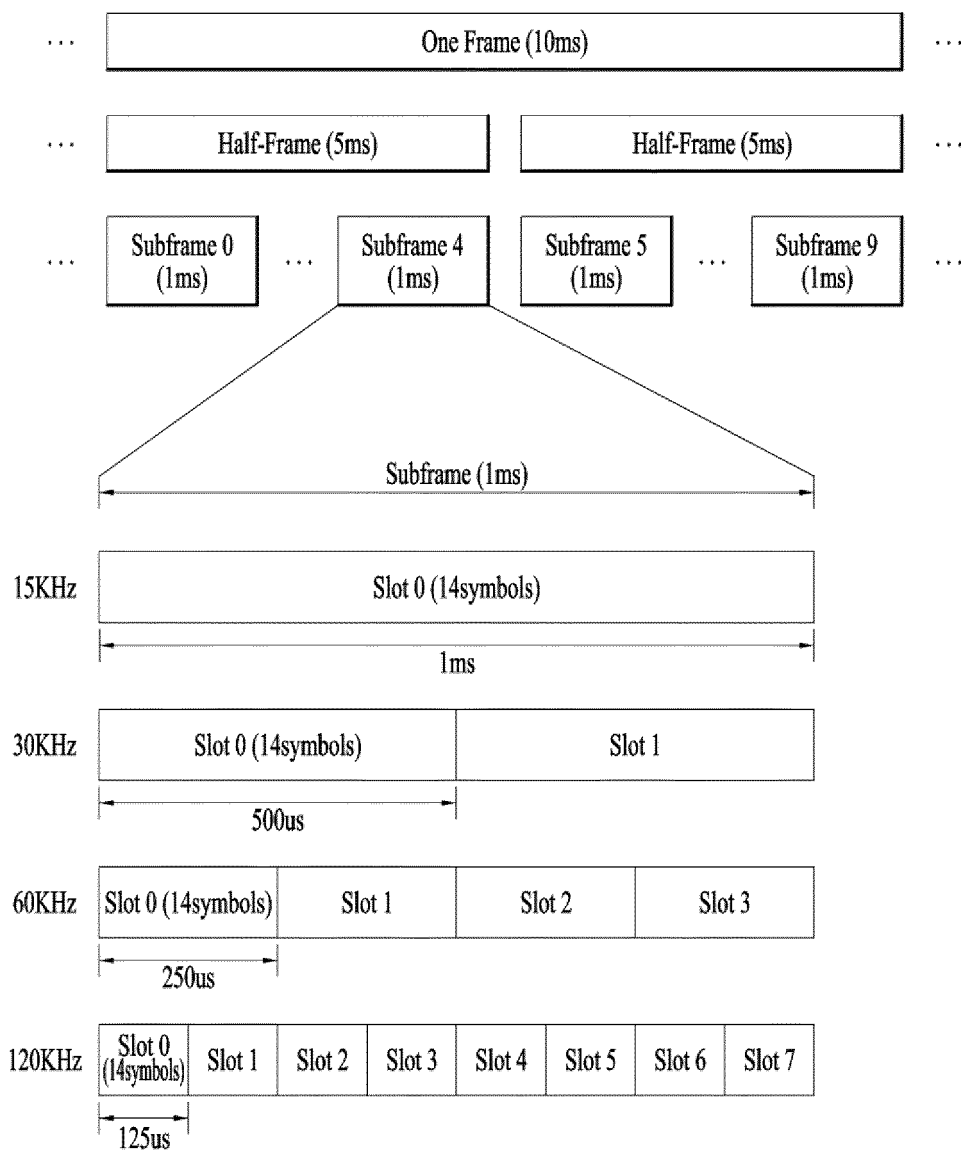 ... One Frame (10ms) ...
... Half-Frame (5ms) Half-Frame (5ms) ...
... Subframe 0 ... Subframe 4 Subframe 5 ... Subframe 9 ...
(1ms) (1ms) (1ms) (1ms)
Subframe (1ms)
15KHz Slot 0 (14symbols)
1ms
30KHz Slot 0 (14symbols) Slot 1
500us
60KHz Slot 0 (14symbols) Slot 1 Slot 2 Slot 3
250us
120KHz Slot 0 Slot 1 Slot 2 Slot 3 Slot 4 Slot 5 Slot 6 Slot 7
(14symbols)
125us